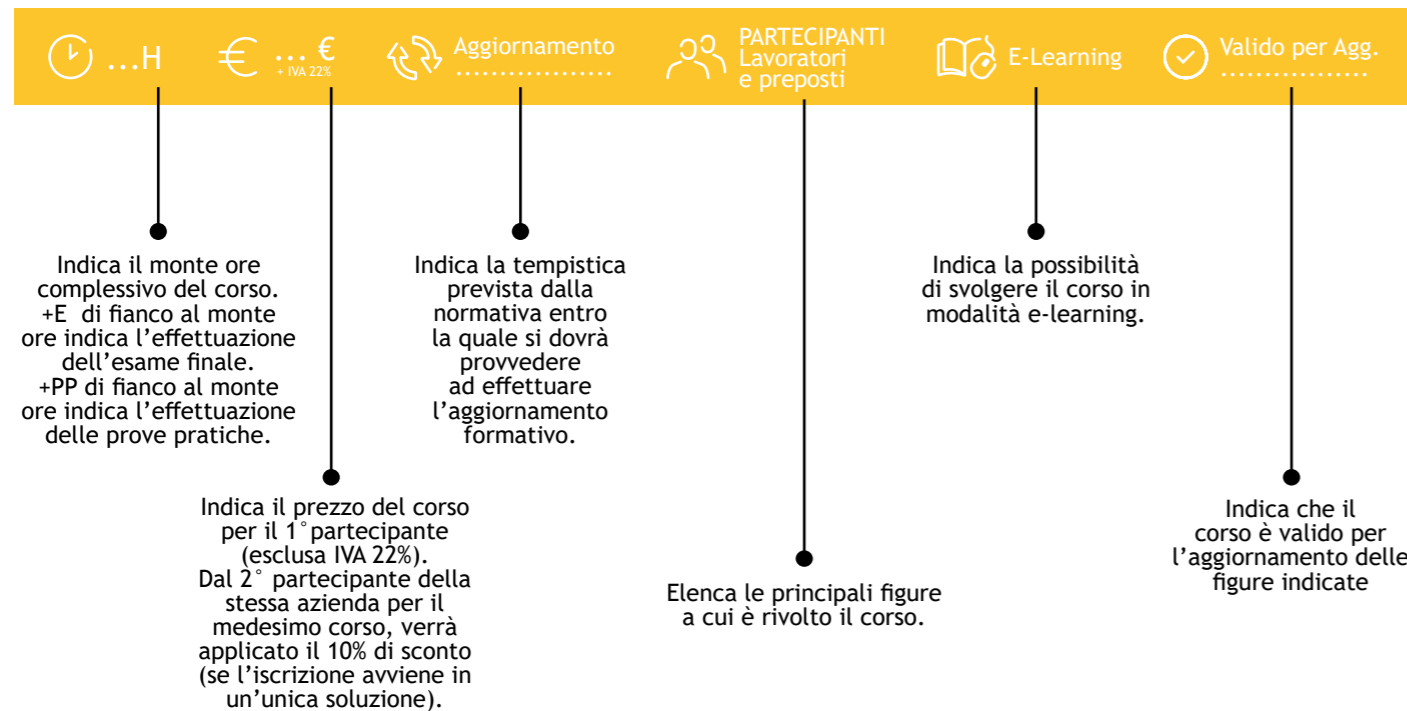 ...H
... €
+ IVA 22%
Aggiornamento
..................
PARTECIPANTI
Lavoratori
e preposti
E-Learning
Valido per Agg.
.................
Indica il monte ore
complessivo del corso.
+E di fianco al monte
ore indica l’effettuazione
dell’esame finale.
+PP di fianco al monte
ore indica l’effettuazione
delle prove pratiche.
Indica il prezzo del corso
per il 1°partecipante
(esclusa IVA 22%).
Dal 2° partecipante della
stessa azienda per il
medesimo corso, verrà
applicato il 10% di sconto
(se l’iscrizione avviene in
un’unica soluzione).
Indica la tempistica
prevista dalla
normativa entro
la quale si dovrà
provvedere
ad effettuare
l’aggiornamento
formativo.
Elenca le principali figure
a cui è rivolto il corso.
Indica la possibilità
di svolgere il corso in
modalità e-learning.
Indica che il
corso è valido per
l’aggiornamento delle
figure indicate